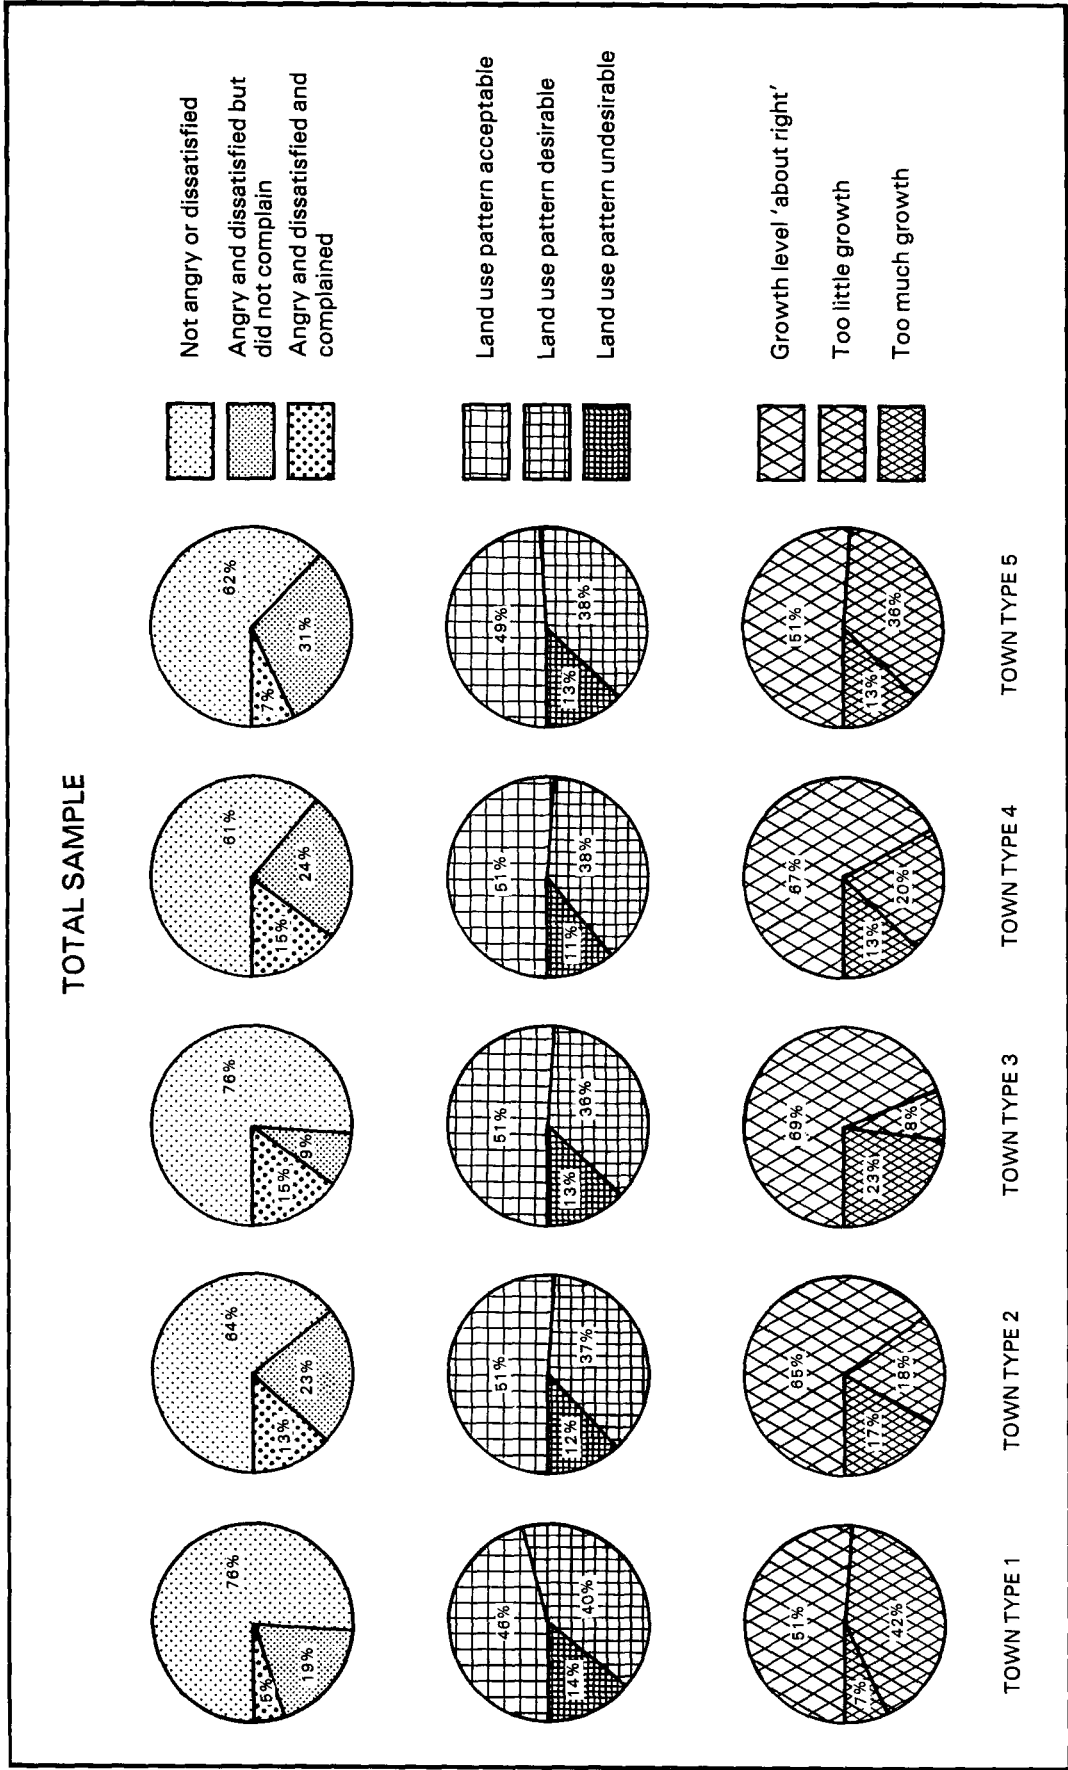 TOTAL SAMPLE
76%
19%
5%
64%
23%
13%
76%
9%
15%
61%
24%
15%
62%
31%
7%
Not angry or dissatisfied
Angry and dissatisfied but
did not complain
Angry and dissatisfied and
complained
46%
40%
14%
51%
37%
12%
51%
36%
13%
51%
38%
11%
49%
38%
13%
Land use pattern acceptable
Land use pattern desirable
Land use pattern undesirable
51%
42%
7%
65%
18%
17%
69%
8%
23%
67%
20%
13%
51%
36%
13%
Growth level 'about right'
Too little growth
Too much growth
TOWN TYPE 1
TOWN TYPE 2
TOWN TYPE 3
TOWN TYPE 4
TOWN TYPE 5